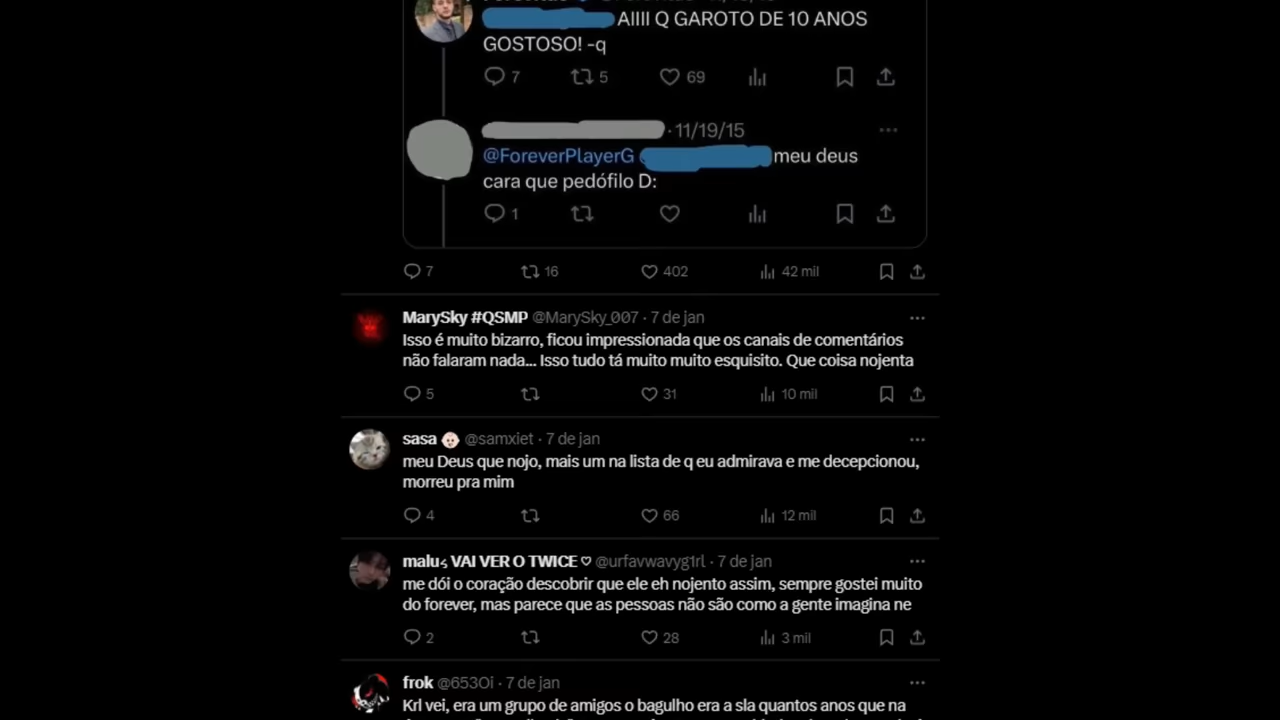 AIIII Q GAROTO DE 10 ANOS
GOSTOSO! -q
7 5 69
· 11/19/15
@ForeverPlayerG meu deus
cara que pedófilo D:
1
7 16 402 42 mil
MarySky #QSMP @MarySky_007 · 7 de jan
Isso é muito bizarro, ficou impressionada que os canais de comentários
não falaram nada... Isso tudo tá muito muito esquisito. Que coisa nojenta
5 31 10 mil
sasa @samxiet · 7 de jan
meu Deus que nojo, mais um na lista de q eu admirava e me decepcionou,
morreu pra mim
4 66 12 mil
malu૬ VAI VER O TWICE ♡ @urfavwavyg1rl · 7 de jan
me dói o coração descobrir que ele eh nojento assim, sempre gostei muito
do forever, mas parece que as pessoas não são como a gente imagina ne
2 28 3 mil
frok @653Oi · 7 de jan
Krl vei, era um grupo de amigos o bagulho era a sla quantos anos que na